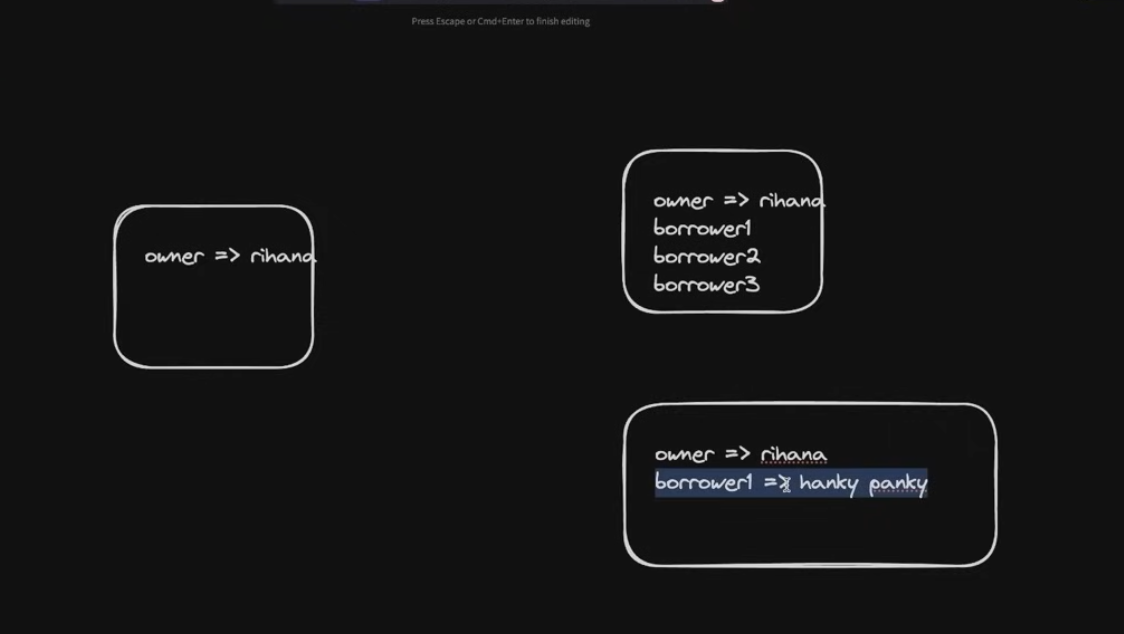 Press Escape or Cmd+Enter to finish editing
owner => rihana
owner => rihana
borrower1
borrower2
borrower3
owner => rihana
borrower1 => hanky panky